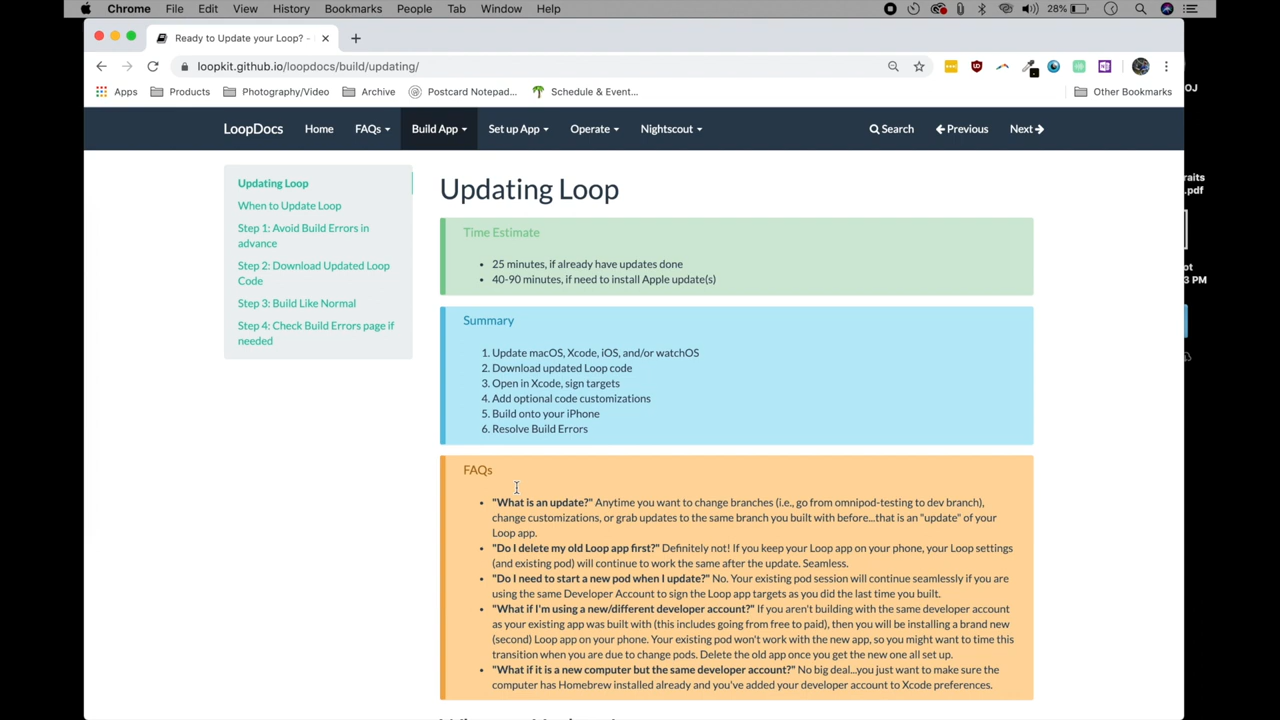 Chrome File Edit View History Bookmarks People Tab Window Help 28%
Ready to Update your Loop? -
loopkit.github.io/loopdocs/build/updating/
Apps Products Photography/Video Archive Postcard Notepad... Schedule & Event... Other Bookmarks
OJ
LoopDocs Home FAQs Build App Set up App Operate Nightscout Search Previous Next
raits
.pdf
ot
3 PM
Updating Loop
When to Update Loop
Step 1: Avoid Build Errors in
advance
Step 2: Download Updated Loop
Code
Step 3: Build Like Normal
Step 4: Check Build Errors page if
needed
Updating Loop
Time Estimate
• 25 minutes, if already have updates done
• 40-90 minutes, if need to install Apple update(s)
Summary
1. Update macOS, Xcode, iOS, and/or watchOS
2. Download updated Loop code
3. Open in Xcode, sign targets
4. Add optional code customizations
5. Build onto your iPhone
6. Resolve Build Errors
FAQs
• "What is an update?" Anytime you want to change branches (i.e., go from omnipod-testing to dev branch),
change customizations, or grab updates to the same branch you built with before...that is an "update" of your
Loop app.
• "Do I delete my old Loop app first?" Definitely not! If you keep your Loop app on your phone, your Loop settings
(and existing pod) will continue to work the same after the update. Seamless.
• "Do I need to start a new pod when I update?" No. Your existing pod session will continue seamlessly if you are
using the same Developer Account to sign the Loop app targets as you did the last time you built.
• "What if I'm using a new/different developer account?" If you aren't building with the same developer account
as your existing app was built with (this includes going from free to paid), then you will be installing a brand new
(second) Loop app on your phone. Your existing pod won't work with the new app, so you might want to time this
transition when you are due to change pods. Delete the old app once you get the new one all set up.
• "What if it is a new computer but the same developer account?" No big deal...you just want to make sure the
computer has Homebrew installed already and you've added your developer account to Xcode preferences.